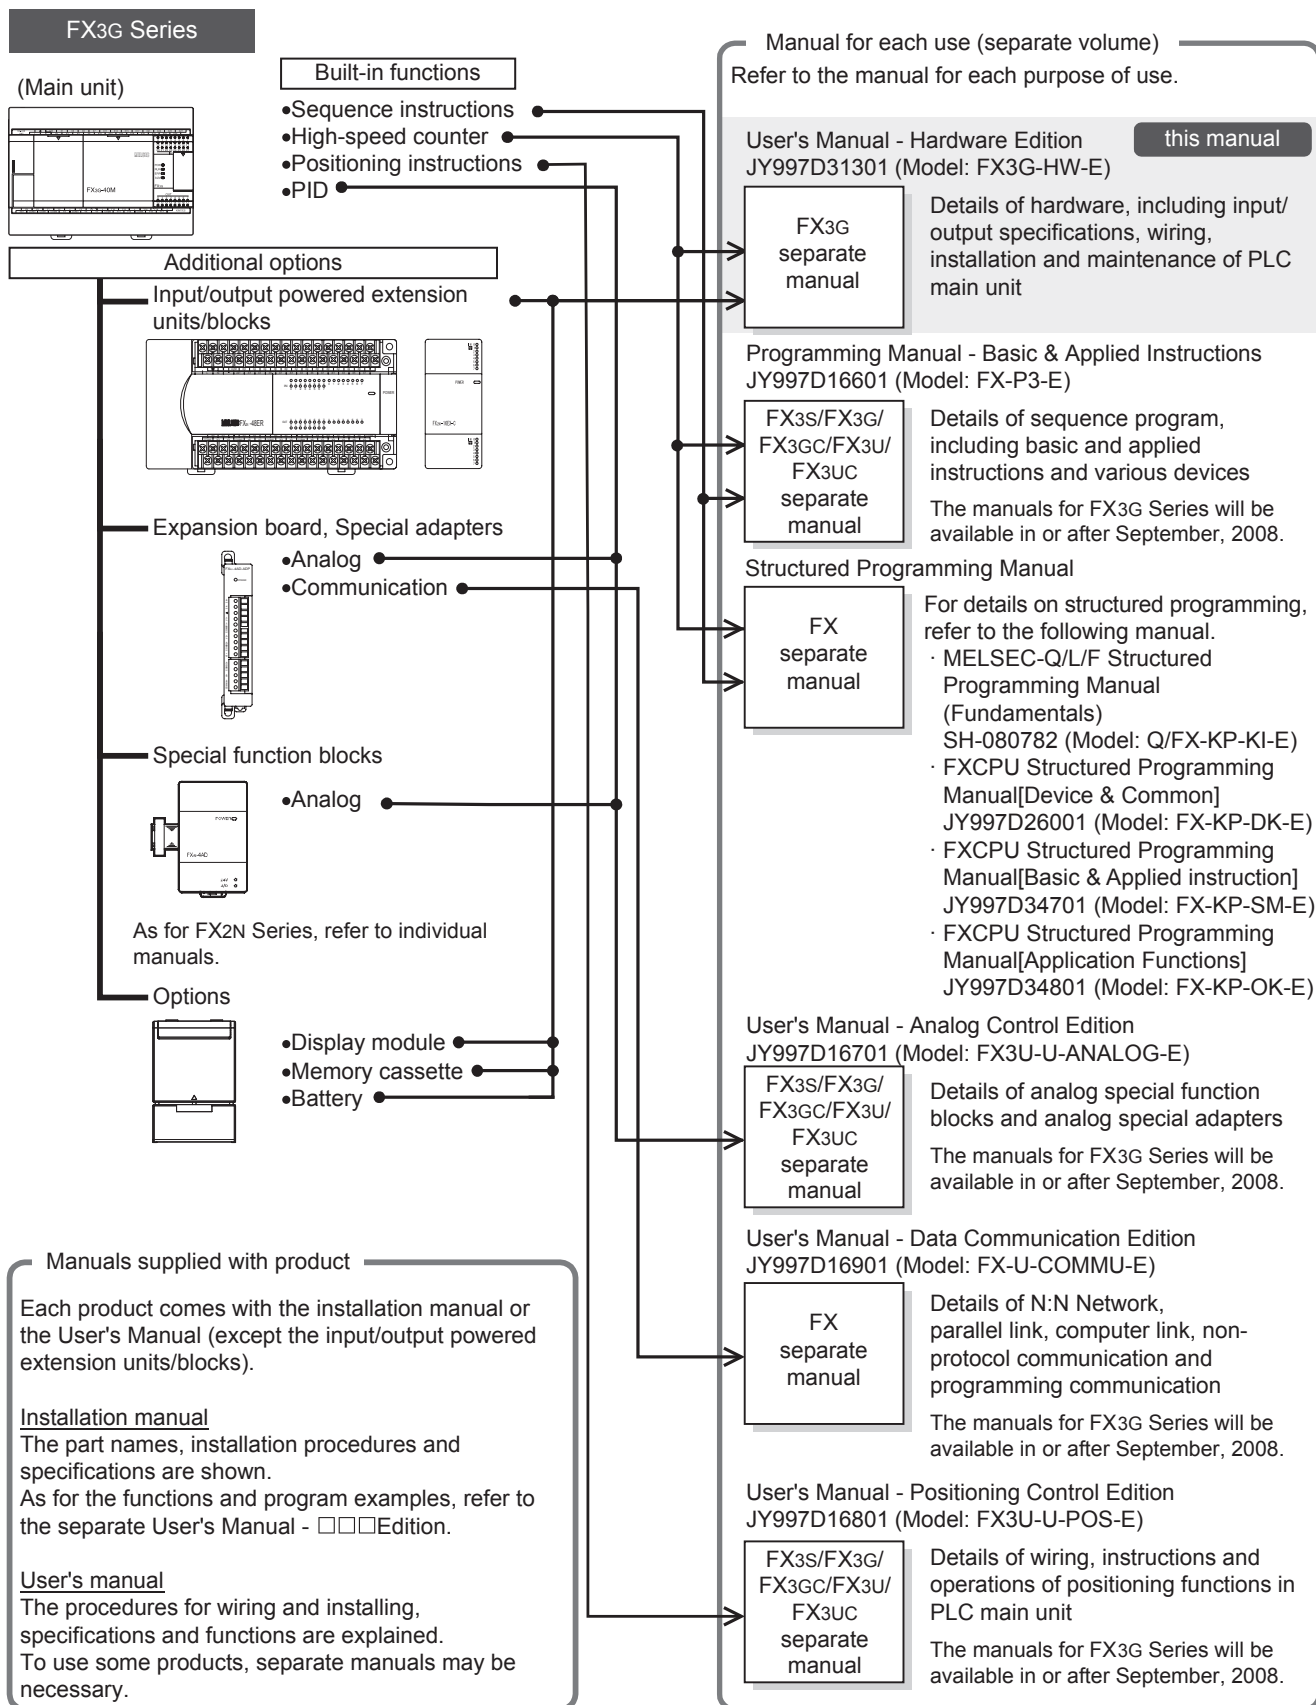 FX3G Series
(Main unit)
FX3G-40M
Built-in functions
•Sequence instructions
•High-speed counter
•Positioning instructions
•PID
Additional options
Input/output powered extension
units/blocks
POWER
Expansion board, Special adapters
•Analog
•Communication
Special function blocks
POWER
•Analog
As for FX2N Series, refer to individual
manuals.
Options
•Display module
•Memory cassette
•Battery
Manuals supplied with product
Each product comes with the installation manual or
the User's Manual (except the input/output powered
extension units/blocks).
Installation manual
The part names, installation procedures and
specifications are shown.
As for the functions and program examples, refer to
the separate User's Manual - □□□Edition.
User's manual
The procedures for wiring and installing,
specifications and functions are explained.
To use some products, separate manuals may be
necessary.
Manual for each use (separate volume)
Refer to the manual for each purpose of use.
User's Manual - Hardware Edition
this manual
JY997D31301 (Model: FX3G-HW-E)
FX3G
separate
manual
Details of hardware, including input/
output specifications, wiring,
installation and maintenance of PLC
main unit
Programming Manual - Basic & Applied Instructions
JY997D16601 (Model: FX-P3-E)
FX3S/FX3G/
FX3GC/FX3U/
FX3UC
separate
manual
Details of sequence program,
including basic and applied
instructions and various devices
The manuals for FX3G Series will be
available in or after September, 2008.
Structured Programming Manual
FX
separate
manual
For details on structured programming,
refer to the following manual.
· MELSEC-Q/L/F Structured
Programming Manual
(Fundamentals)
SH-080782 (Model: Q/FX-KP-KI-E)
· FXCPU Structured Programming
Manual[Device & Common]
JY997D26001 (Model: FX-KP-DK-E)
· FXCPU Structured Programming
Manual[Basic & Applied instruction]
JY997D34701 (Model: FX-KP-SM-E)
· FXCPU Structured Programming
Manual[Application Functions]
JY997D34801 (Model: FX-KP-OK-E)
User's Manual - Analog Control Edition
JY997D16701 (Model: FX3U-U-ANALOG-E)
FX3S/FX3G/
FX3GC/FX3U/
FX3UC
separate
manual
Details of analog special function
blocks and analog special adapters
The manuals for FX3G Series will be
available in or after September, 2008.
User's Manual - Data Communication Edition
JY997D16901 (Model: FX-U-COMMU-E)
FX
separate
manual
Details of N:N Network,
parallel link, computer link, non-
protocol communication and
programming communication
The manuals for FX3G Series will be
available in or after September, 2008.
User's Manual - Positioning Control Edition
JY997D16801 (Model: FX3U-U-POS-E)
FX3S/FX3G/
FX3GC/FX3U/
FX3UC
separate
manual
Details of wiring, instructions and
operations of positioning functions in
PLC main unit
The manuals for FX3G Series will be
available in or after September, 2008.